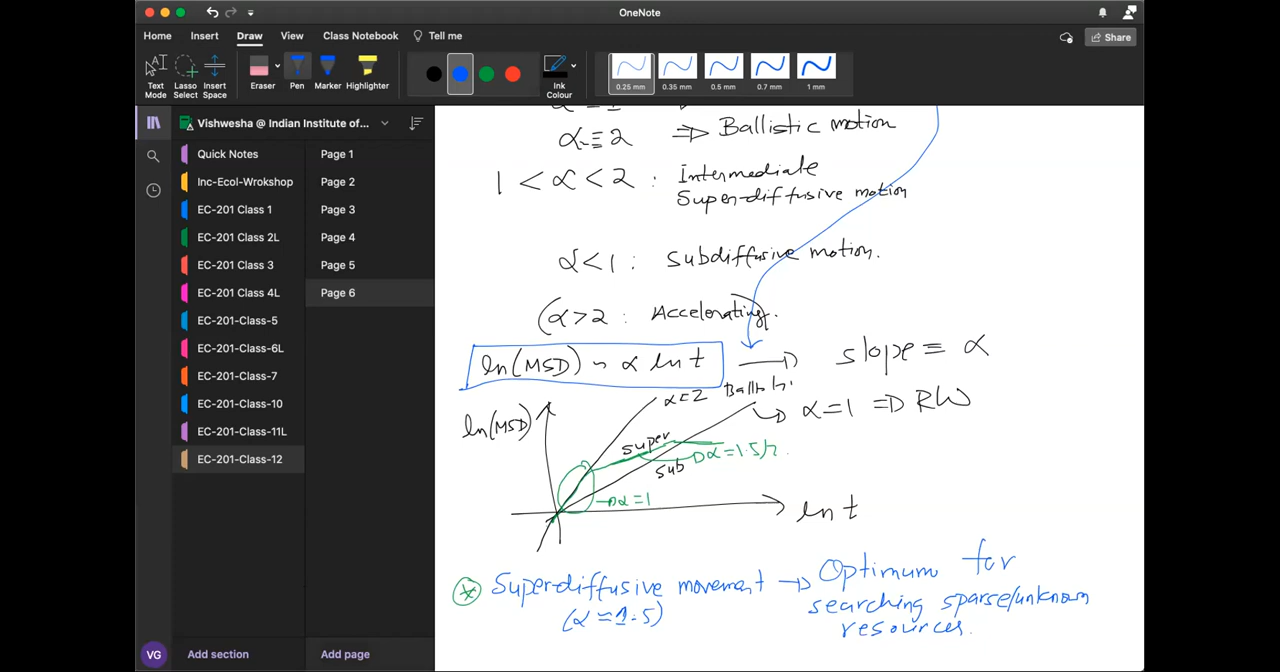 OneNote
Home Insert Draw View Class Notebook Tell me
Share
Text Mode
Lasso Select
Insert Space
Eraser
Pen
Marker
Highlighter
Ink Colour
0.25 mm
0.35 mm
0.5 mm
0.7 mm
1 mm
Vishwesha @ Indian Institute of...
Quick Notes
Inc-Ecol-Wrokshop
EC-201 Class 1
EC-201 Class 2L
EC-201 Class 3
EC-201 Class 4L
EC-201-Class-5
EC-201-Class-6L
EC-201-Class-7
EC-201-Class-10
EC-201-Class-11L
EC-201-Class-12
Page 1
Page 2
Page 3
Page 4
Page 5
Page 6
VG
Add section
Add page
α = 2 ⇒ Ballistic motion
1 < α < 2 : Intermediate
Super-diffusive motion
α < 1 : Subdiffusive motion.
(α > 2 : Accelerating).
ln(MSD) ~ α ln t → slope = α
α=2 Ballis
α=1 ⇒ RW
ln(MSD)
super
sub
α=1
ln t
* Super-diffusive movement → Optimum for
(α ≈ 1.5) searching sparse/unknown
resources.